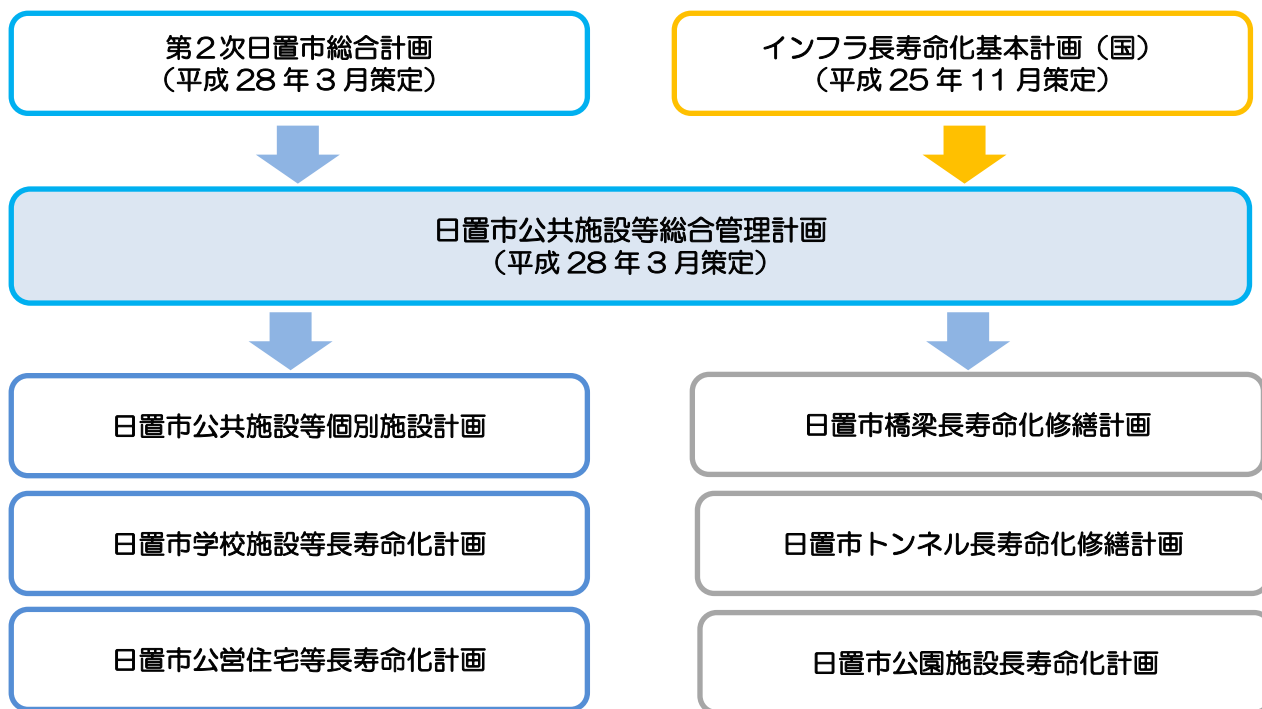 第２次日置市総合計画
（平成 28 年３月策定）
インフラ長寿命化基本計画（国）
（平成 25 年 11 月策定）
日置市公共施設等総合管理計画
（平成 28 年３月策定）
日置市公共施設等個別施設計画
日置市橋梁長寿命化修繕計画
日置市学校施設等長寿命化計画
日置市トンネル長寿命化修繕計画
日置市公営住宅等長寿命化計画
日置市公園施設長寿命化計画